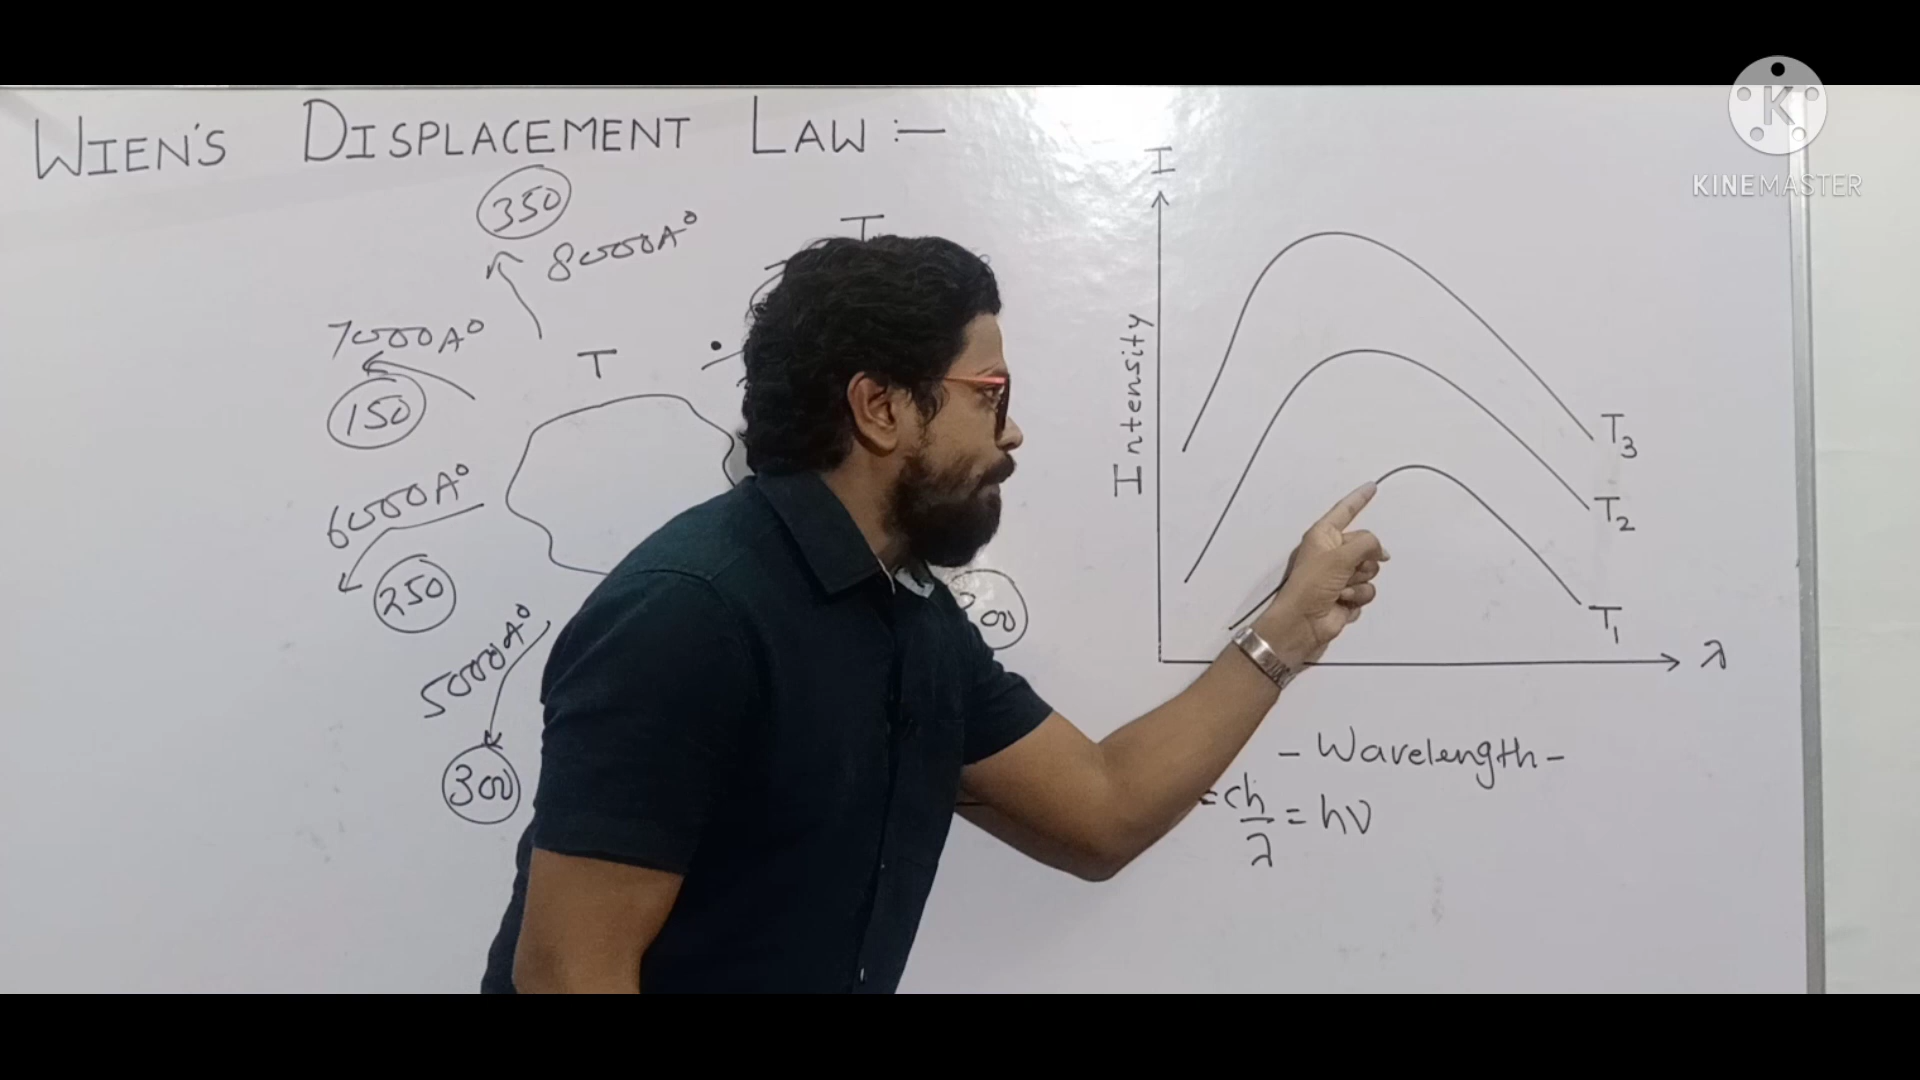 WIEN'S DISPLACEMENT LAW :-
350
8000A°
T
7000A°
T
150
6000A°
250
5000A°
300
I
Intensity
T3
T2
T1
λ
- Wavelength -
= ch/λ = hν
K
KINEMASTER